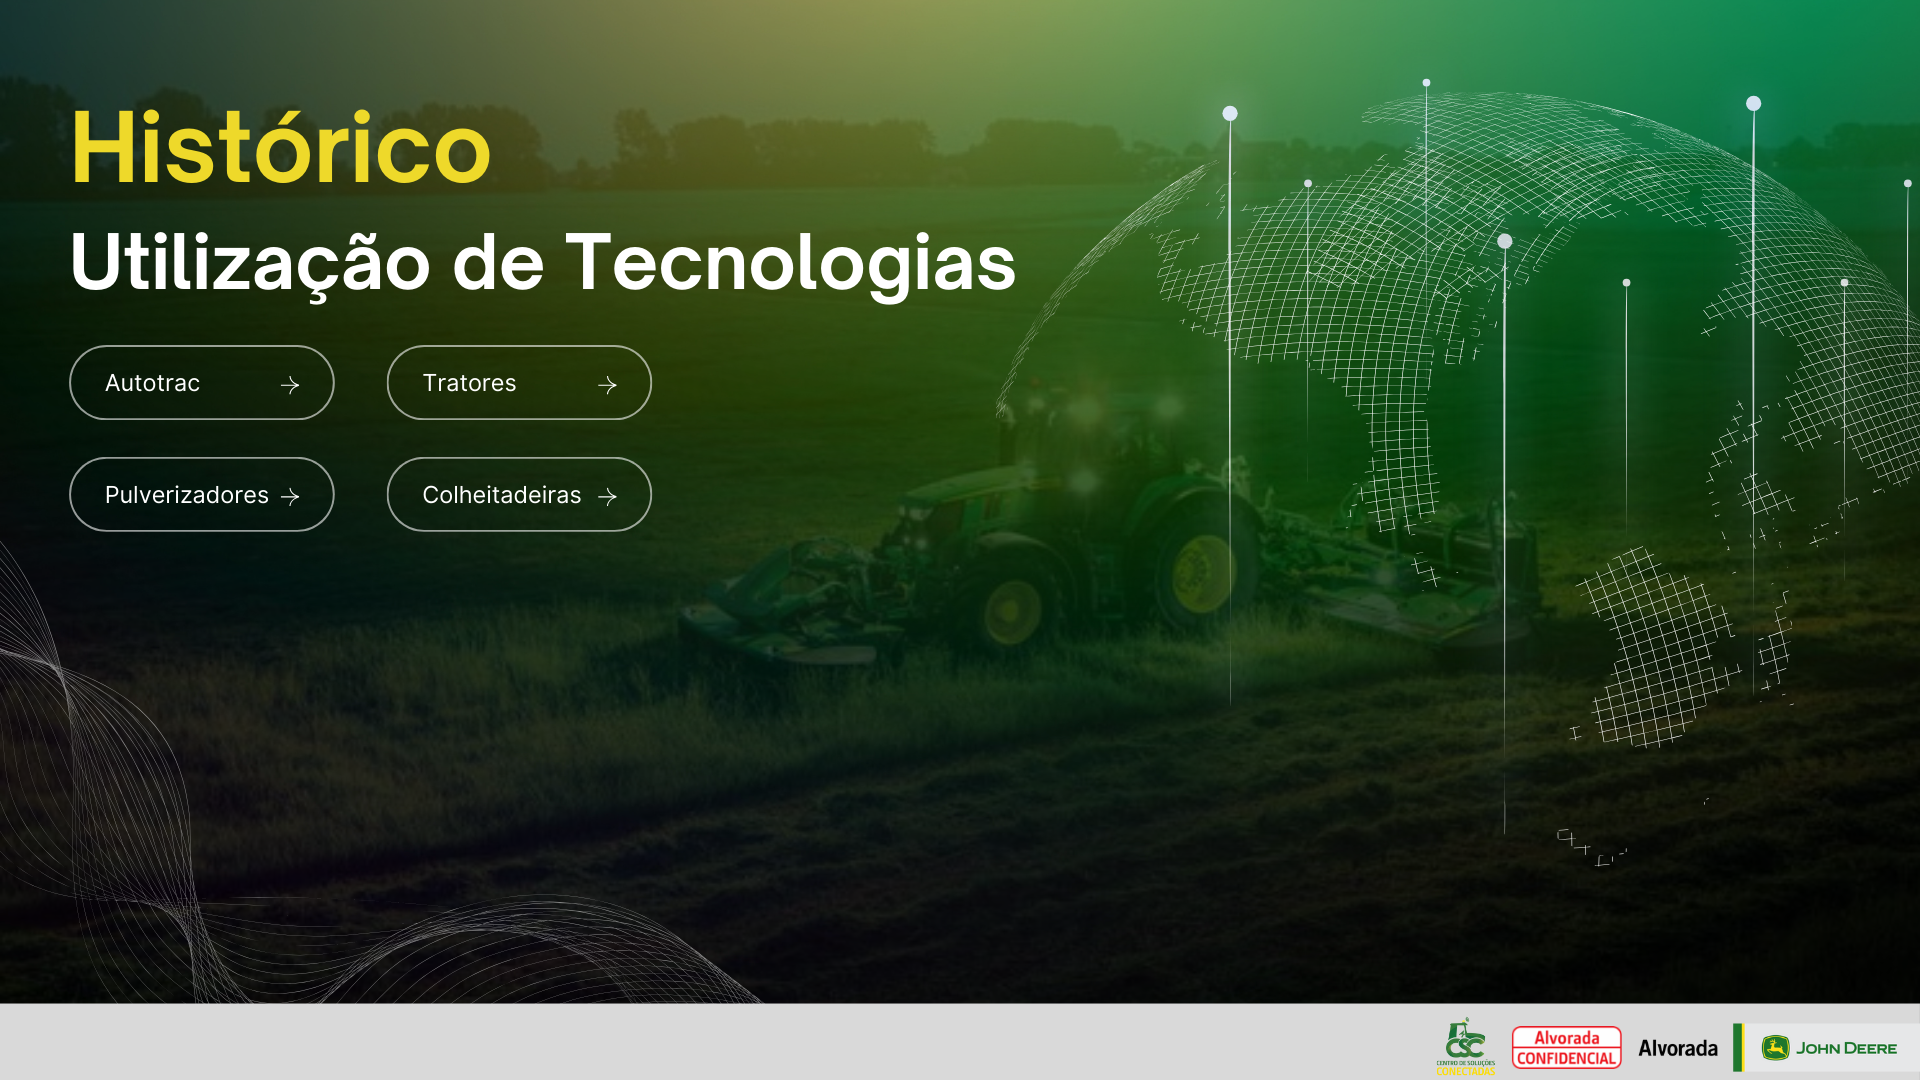 Histórico
Utilização de Tecnologias
Autotrac
Tratores
Pulverizadores
Colheitadeiras
CSC
CENTRO DE SOLUÇÕES
CONECTADAS
Alvorada
CONFIDENCIAL
Alvorada
JOHN DEERE